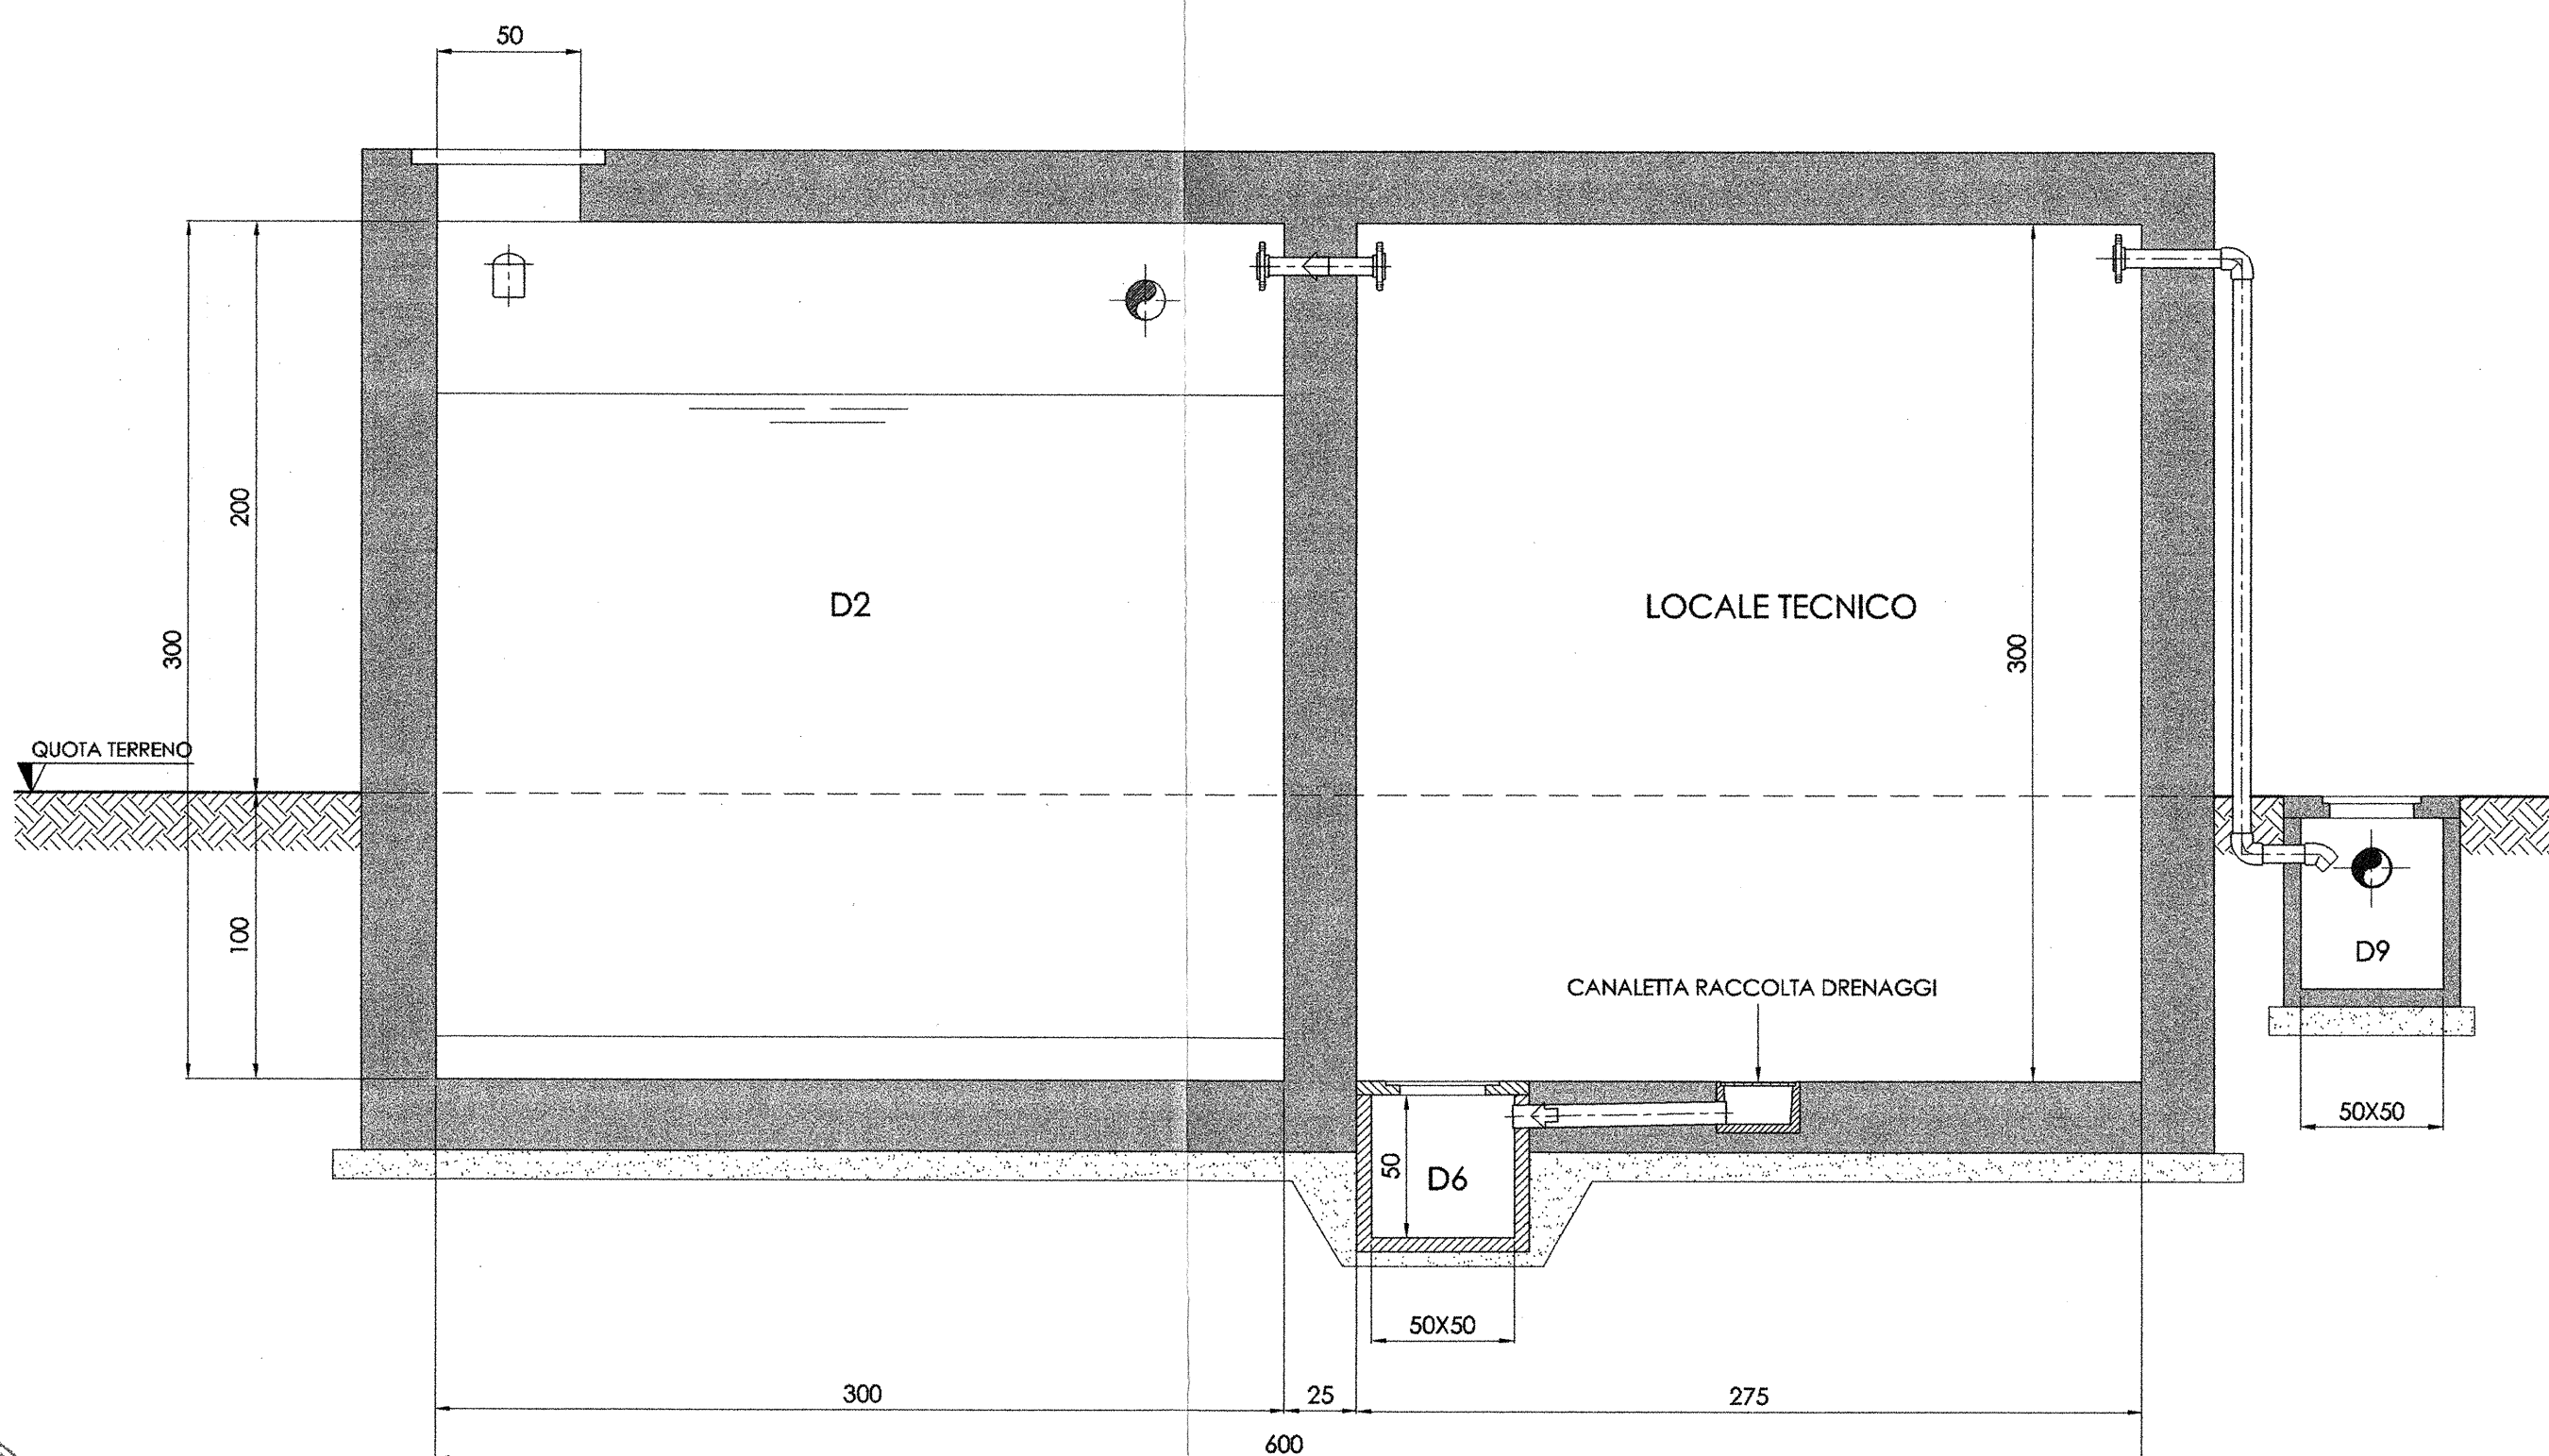 50
200
300
D2
LOCALE TECNICO
300
QUOTA TERRENO
100
CANALETTA RACCOLTA DRENAGGI
D9
50X50
50
D6
50X50
300
25
275
600